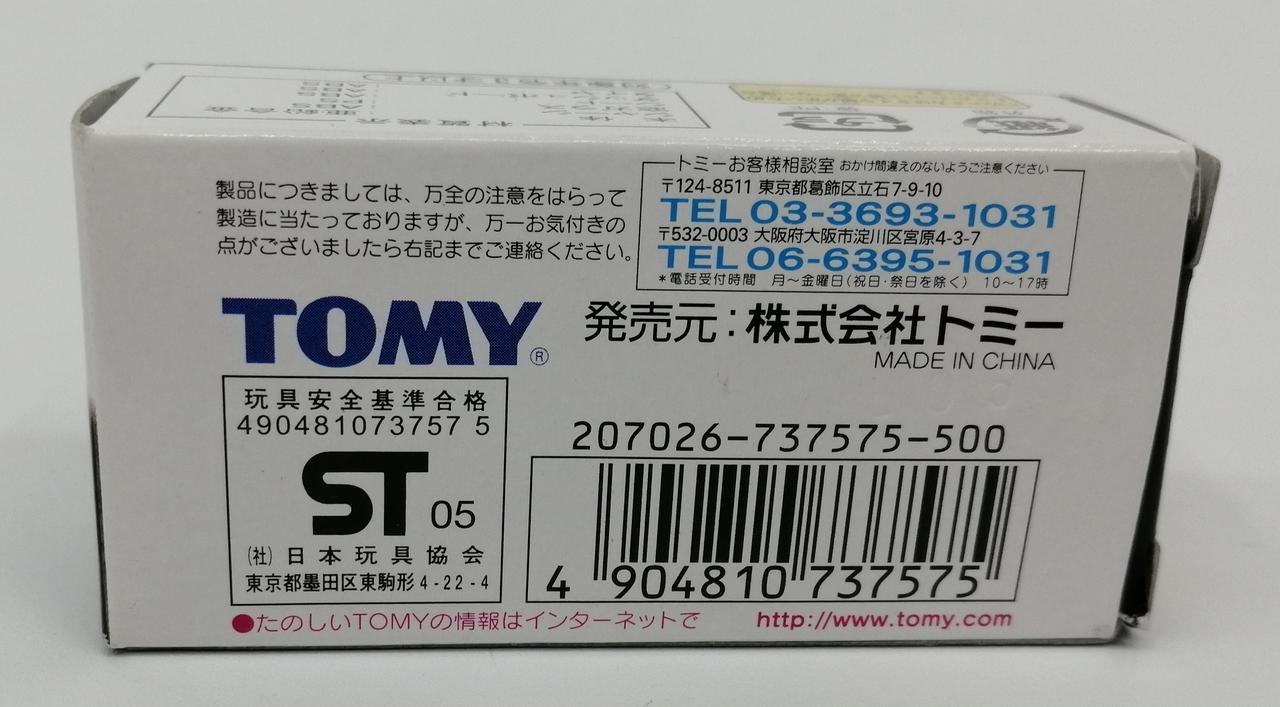 材質表示
亜鉛合金
製品につきましては、万全の注意をはらって
製造に当たっておりますが、万一お気付きの
点がございましたら右記までご連絡ください。
トミーお客様相談室 おかけ間違えのないようご注意ください
〒124-8511 東京都葛飾区立石7-9-10
TEL 03-3693-1031
〒532-0003 大阪府大阪市淀川区宮原4-3-7
TEL 06-6395-1031
*電話受付時間 月～金曜日(祝日・祭日を除く) 10～17時
TOMY®
発売元:株式会社トミー
MADE IN CHINA
玩具安全基準合格
490481073757 5
ST 05
(社)日本玩具協会
東京都墨田区東駒形4-22-4
207026-737575-500
4 904810 737575
●たのしいTOMYの情報はインターネットで http://www.tomy.com